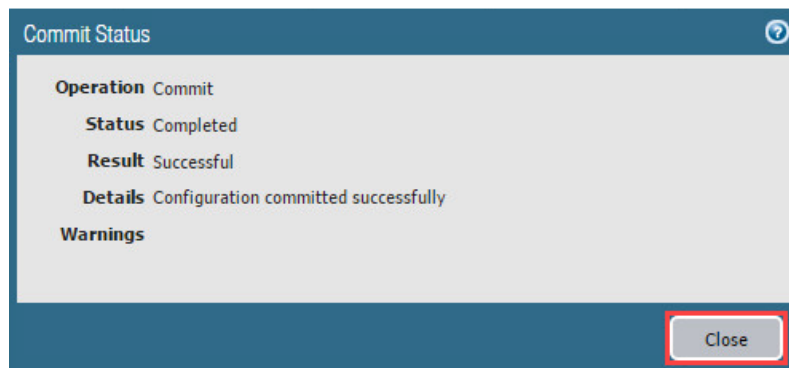 Commit Status
Operation Commit
Status Completed
Result Successful
Details Configuration committed successfully
Warnings
Close